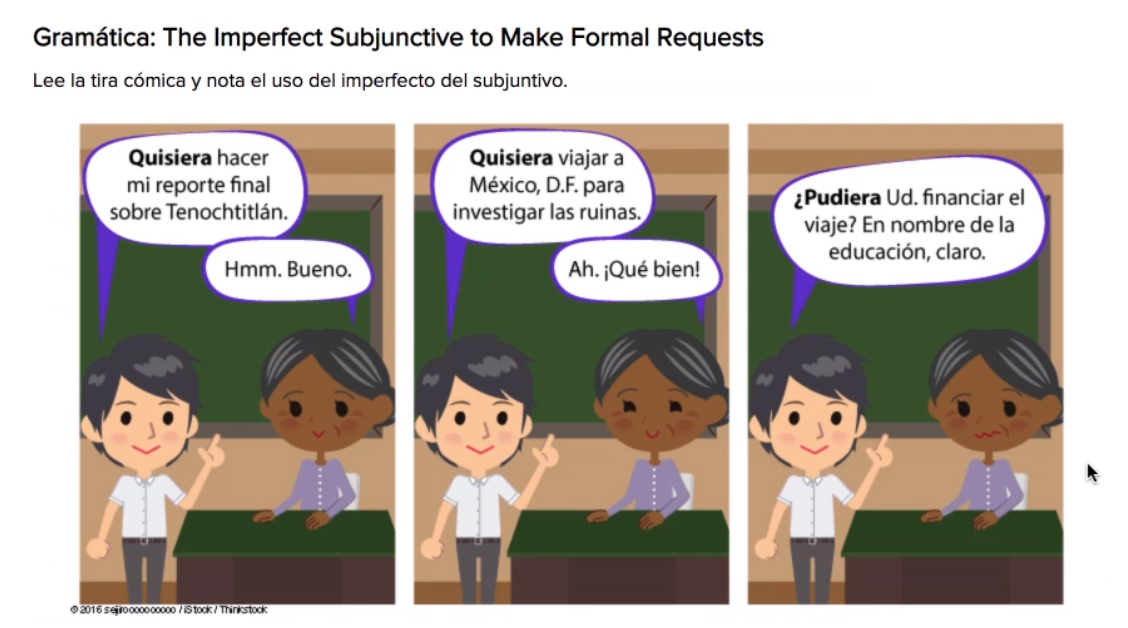 Gramática: The Imperfect Subjunctive to Make Formal Requests
Lee la tira cómica y nota el uso del imperfecto del subjuntivo.
Quisiera hacer
mi reporte final
sobre Tenochtitlán.
Hmm. Bueno.
Quisiera viajar a
México, D.F. para
investigar las ruinas.
Ah. ¡Qué bien!
¿Pudiera Ud. financiar el
viaje? En nombre de la
educación, claro.
© 2016 / iStock / Thinkstock